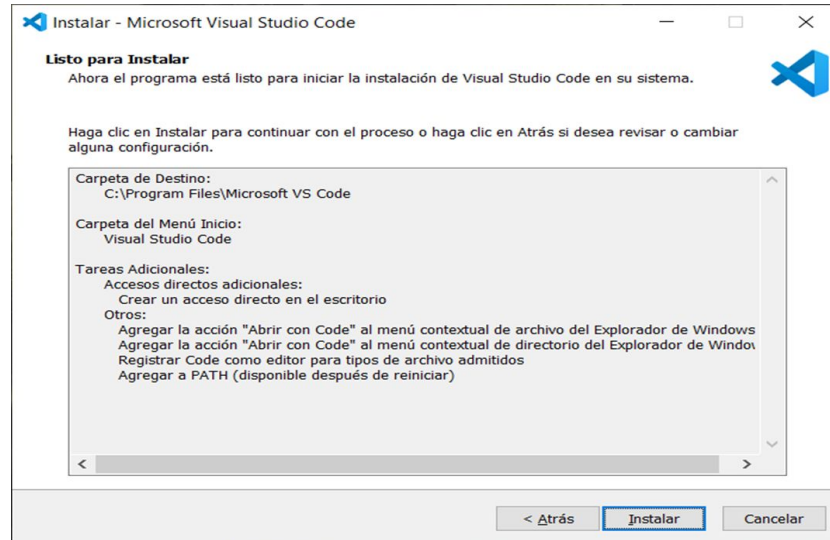 Instalar - Microsoft Visual Studio Code
Listo para Instalar
Ahora el programa está listo para iniciar la instalación de Visual Studio Code en su sistema.
Haga clic en Instalar para continuar con el proceso o haga clic en Atrás si desea revisar o cambiar
alguna configuración.
Carpeta de Destino:
C:\Program Files\Microsoft VS Code
Carpeta del Menú Inicio:
Visual Studio Code
Tareas Adicionales:
Accesos directos adicionales:
Crear un acceso directo en el escritorio
Otros:
Agregar la acción "Abrir con Code" al menú contextual de archivo del Explorador de Windows
Agregar la acción "Abrir con Code" al menú contextual de directorio del Explorador de
Registrar Code como editor para tipos de archivo admitidos
Agregar a PATH (disponible después de reiniciar)
< Atrás Instalar Cancelar